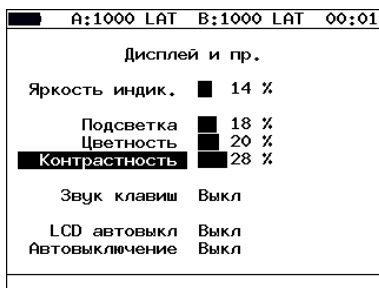 A:1000 LAT B:1000 LAT 00:01
Дисплей и пр.
Яркость индик. 14 %
Подсветка 18 %
Цветность 20 %
Контрастность 28 %
Звук клавиш Выкл
LCD автовыкл Выкл
Автовыключение Выкл